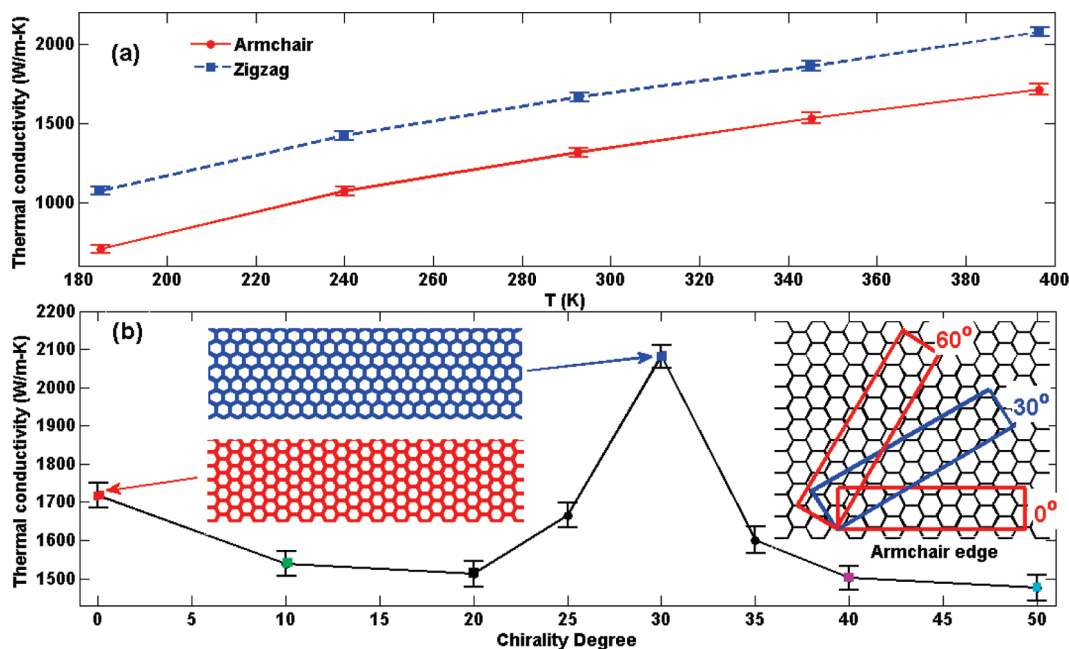 (a)
Armchair
Zigzag
Thermal conductivity (W/m-K)
2000
1500
1000
180 200 220 240 260 280 300 320 340 360 380 400
T (K)
(b)
Thermal conductivity (W/m-K)
2200
2100
2000
1900
1800
1700
1600
1500
60°
30°
0°
Armchair edge
0 5 10 15 20 25 30 35 40 45 50
Chirality Degree